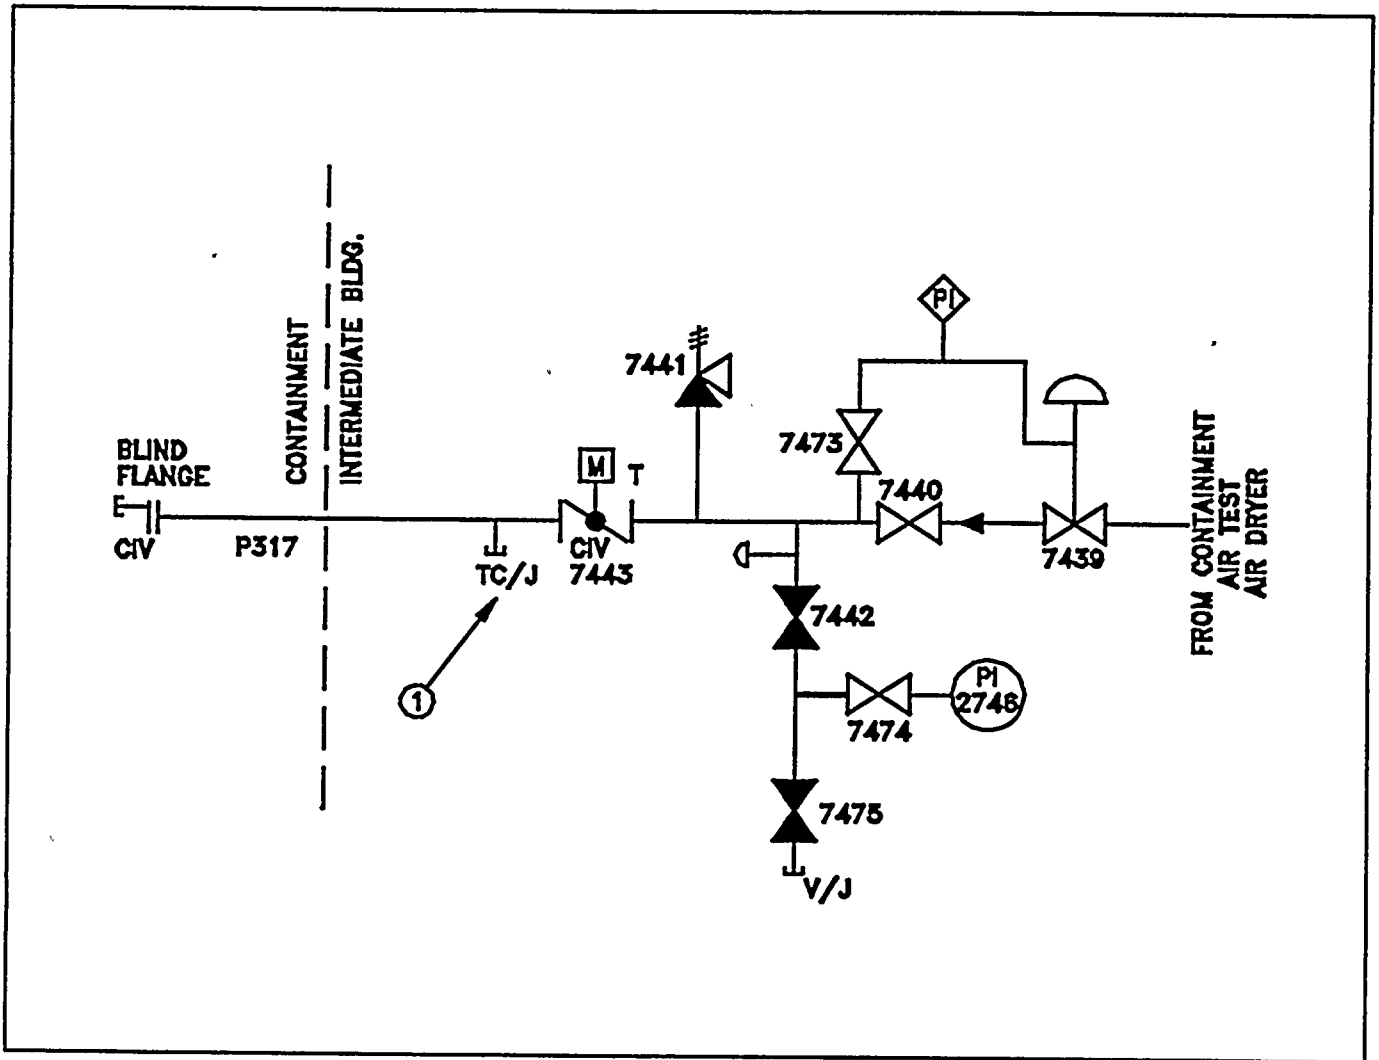 CONTAINMENT
INTERMEDIATE BLDG.
PI
7441
7473
BLIND
FLANGE
M
T
7440
CIV
P317
TC/J
CIV
7443
7439
FROM CONTAINMENT
AIR TEST
AIR DRYER
7442
1
PI
2746
7474
7475
V/J